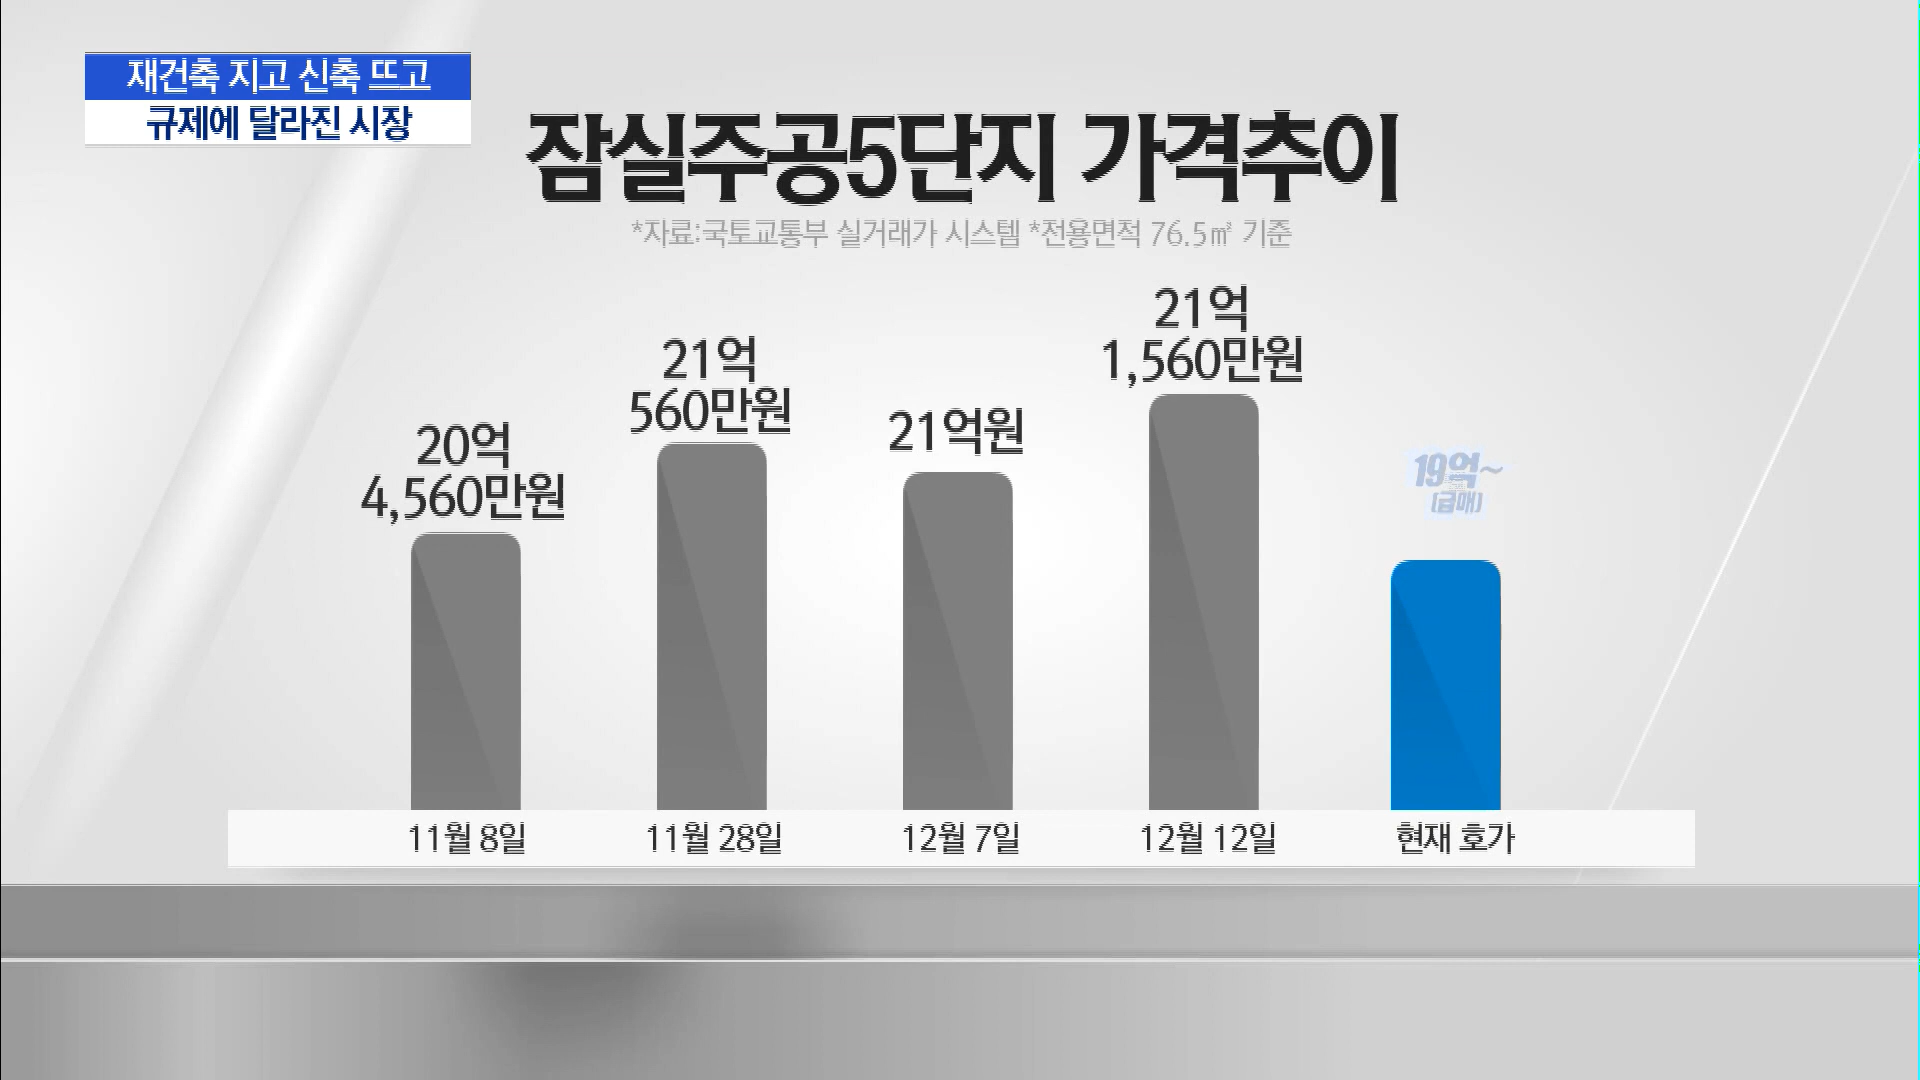 재건축 지고 신축 뜨고
규제에 달라진 시장
잠실주공5단지 가격추이
*자료:국토교통부 실거래가 시스템 *전용면적 76.5㎡ 기준
20억
4,560만원
21억
560만원
21억원
21억
1,560만원
19억~
(급매)
11월 8일
11월 28일
12월 7일
12월 12일
현재 호가